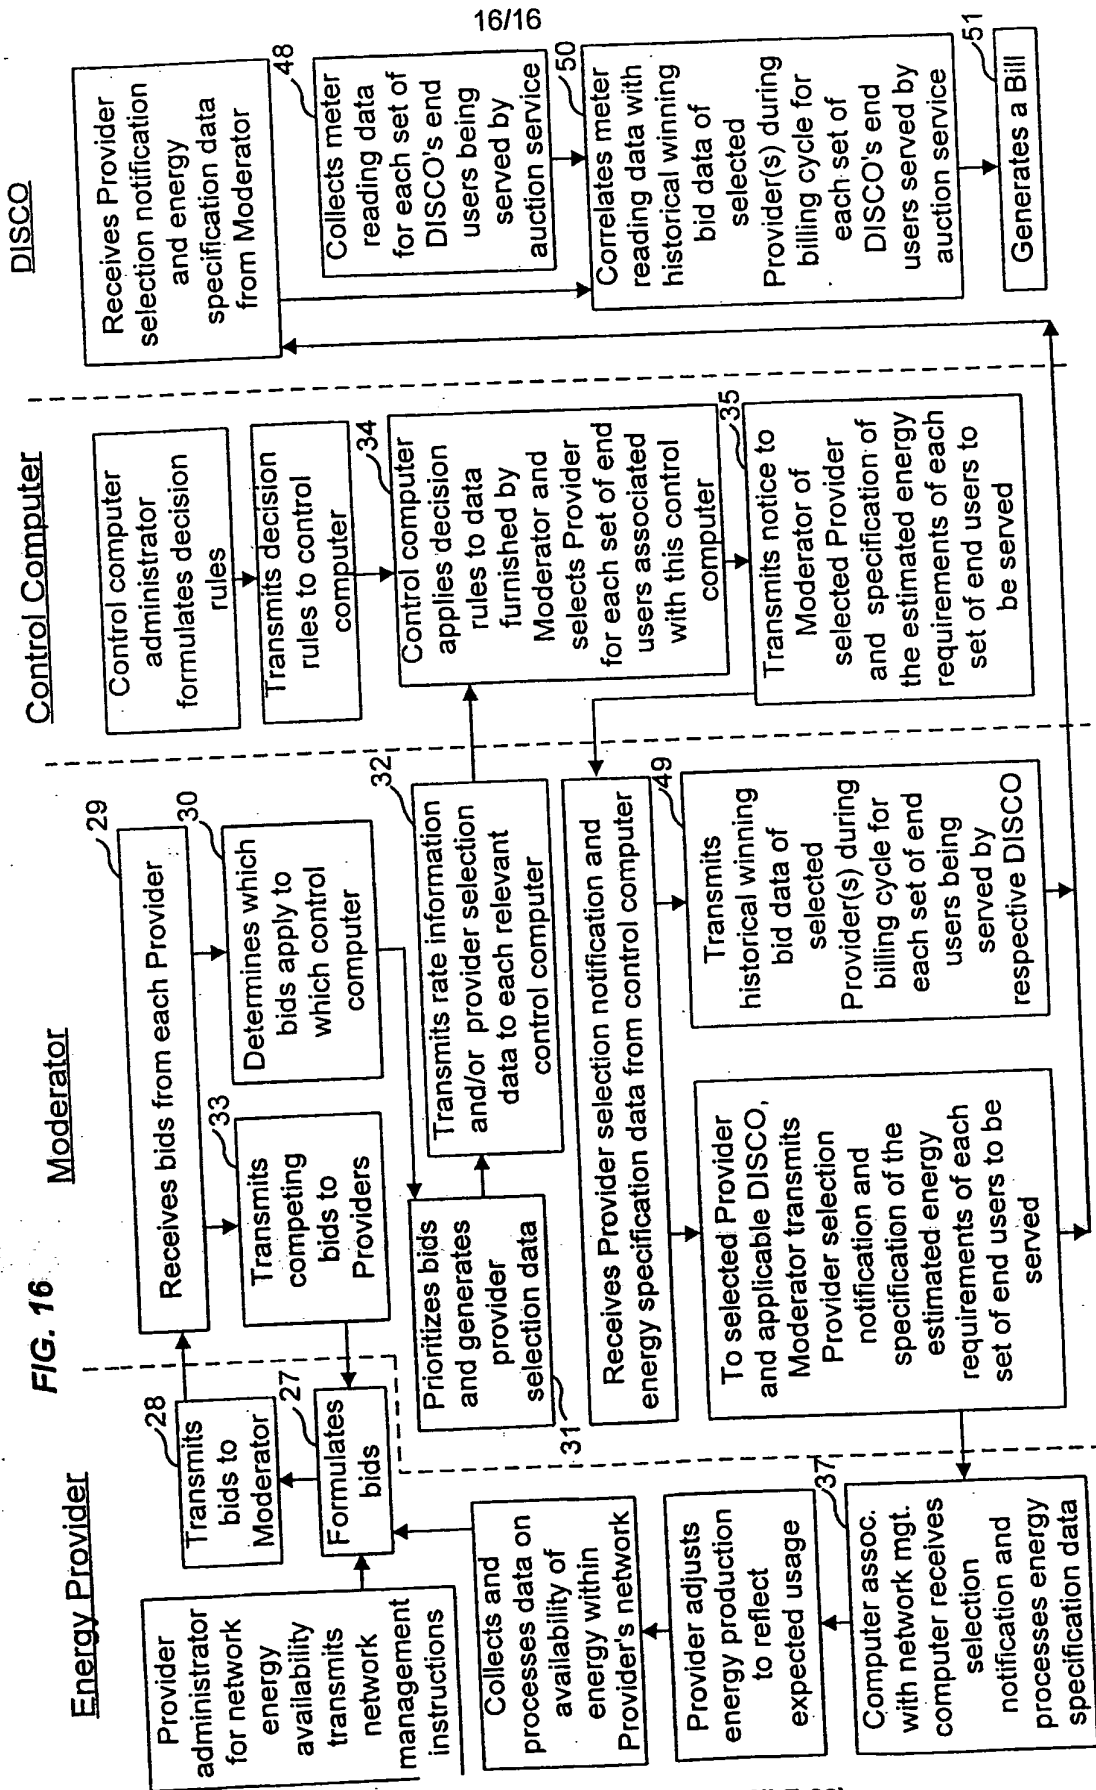 16/16
FIG. 16
Energy Provider
Provider
administrator
for network
energy
availability
transmits
network
management
instructions
28
Transmits
bids to
Moderator
27
Formulates
bids
Collects and
processes data on
availability of
energy within
Provider's network
Provider adjusts
energy production
to reflect
expected usage
37
Computer assoc.
with network mgt.
computer receives
selection
notification and
processes energy
specification data
Moderator
29
Receives bids from each Provider
33
Transmits
competing
bids to
Providers
30
Determines which
bids apply to
which control
computer
31
Prioritizes bids
and generates
provider
selection data
32
Transmits rate information
and/or provider selection
data to each relevant
control computer
Receives Provider selection notification and
energy specification data from control computer
To selected Provider
and applicable DISCO,
Moderator transmits
Provider selection
notification and
specification of the
estimated energy
requirements of each
set of end users to be
served
49
Transmits
historical winning
bid data of
selected
Provider(s) during
billing cycle for
each set of end
users being
served by
respective DISCO
Control Computer
Control computer
administrator
formulates decision
rules
Transmits decision
rules to control
computer
34
Control computer
applies decision
rules to data
furnished by
Moderator and
selects Provider
for each set of end
users associated
with this control
computer
35
Transmits notice to
Moderator of
selected Provider
and specification of
the estimated energy
requirements of each
set of end users to
be served
DISCO
Receives Provider
selection notification
and energy
specification data
from Moderator
48
Collects meter
reading data
for each set of
DISCO's end
users being
served by
auction service
50
Correlates meter
reading data with
historical winning
bid data of
selected
Provider(s) during
billing cycle for
each set of
DISCO's end
users served by
auction service
51
Generates a Bill